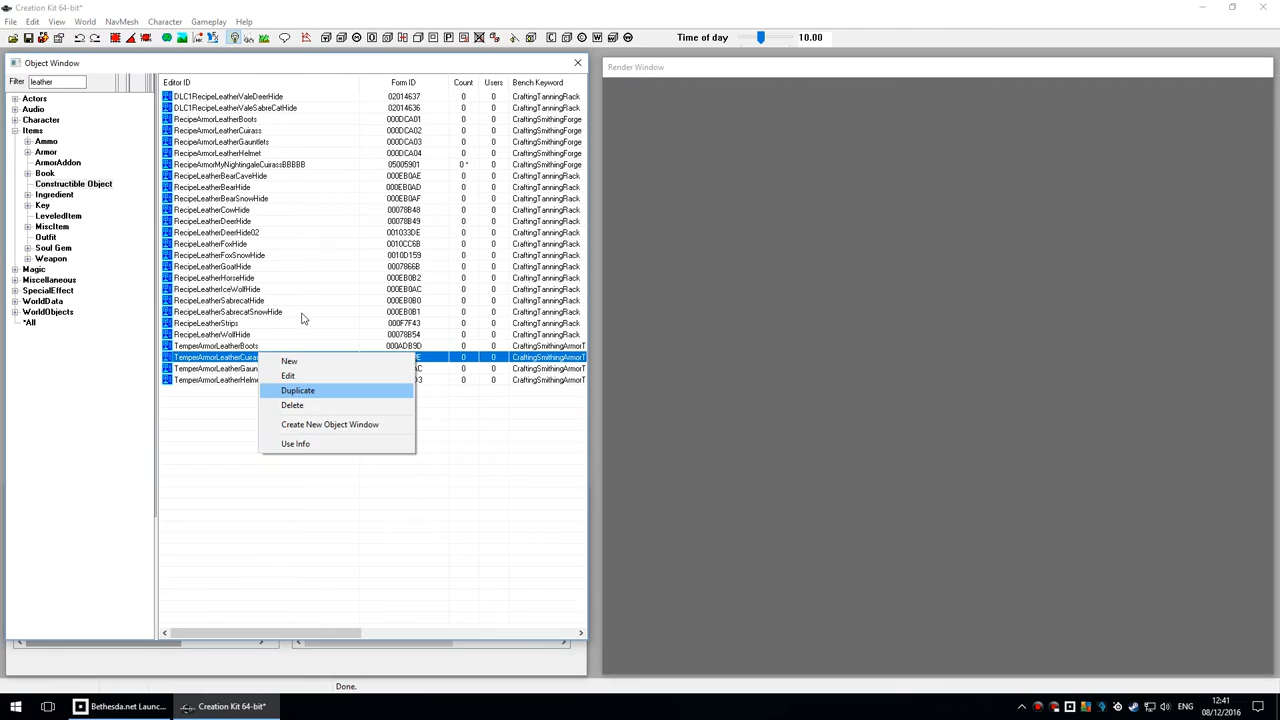 Creation Kit 64-bit*
File Edit View World NavMesh Character Gameplay Help
Time of day 10.00
Object Window
Render Window
Filter leather
Editor ID Form ID Count Users Bench Keyword
Actors
Audio
Character
Items
Ammo
Armor
ArmorAddon
Book
Constructible Object
Ingredient
Key
LeveledItem
MiscItem
Outfit
Soul Gem
Weapon
Magic
Miscellaneous
SpecialEffect
WorldData
WorldObjects
*All
DLC1RecipeLeatherValeDeerHide 02014637 0 0 CraftingTanningRack
DLC1RecipeLeatherValeSabreCatHide 02014636 0 0 CraftingTanningRack
RecipeArmorLeatherBoots 000DCA01 0 0 CraftingSmithingForge
RecipeArmorLeatherCuirass 000DCA02 0 0 CraftingSmithingForge
RecipeArmorLeatherGauntlets 000DCA03 0 0 CraftingSmithingForge
RecipeArmorLeatherHelmet 000DCA04 0 0 CraftingSmithingForge
RecipeArmorMyNightingaleCuirassBBBBB 05005901 0 * 0 CraftingSmithingForge
RecipeLeatherBearCaveHide 000EB0AE 0 0 CraftingTanningRack
RecipeLeatherBearHide 000EB0AD 0 0 CraftingTanningRack
RecipeLeatherBearSnowHide 000EB0AF 0 0 CraftingTanningRack
RecipeLeatherCowHide 00078B48 0 0 CraftingTanningRack
RecipeLeatherDeerHide 00078B49 0 0 CraftingTanningRack
RecipeLeatherDeerHide02 001033DE 0 0 CraftingTanningRack
RecipeLeatherFoxHide 0010CC6B 0 0 CraftingTanningRack
RecipeLeatherFoxSnowHide 0010D159 0 0 CraftingTanningRack
RecipeLeatherGoatHide 0007866B 0 0 CraftingTanningRack
RecipeLeatherHorseHide 000EB0B2 0 0 CraftingTanningRack
RecipeLeatherIceWolfHide 000EB0AC 0 0 CraftingTanningRack
RecipeLeatherSabrecatHide 000EB0B0 0 0 CraftingTanningRack
RecipeLeatherSabrecatSnowHide 000EB0B1 0 0 CraftingTanningRack
RecipeLeatherStrips 000F7F43 0 0 CraftingTanningRack
RecipeLeatherWolfHide 00078B54 0 0 CraftingTanningRack
TemperArmorLeatherBoots 000ADB9D 0 0 CraftingSmithingArmorT
TemperArmorLeatherCuiras 0 0 CraftingSmithingArmorT
TemperArmorLeatherGaun 0 0 CraftingSmithingArmorT
TemperArmorLeatherHelme 0 0 CraftingSmithingArmorT
New
Edit
Duplicate
Delete
Create New Object Window
Use Info
Done.
Bethesda.net Launc...
Creation Kit 64-bit*
ENG
12:41
08/12/2016